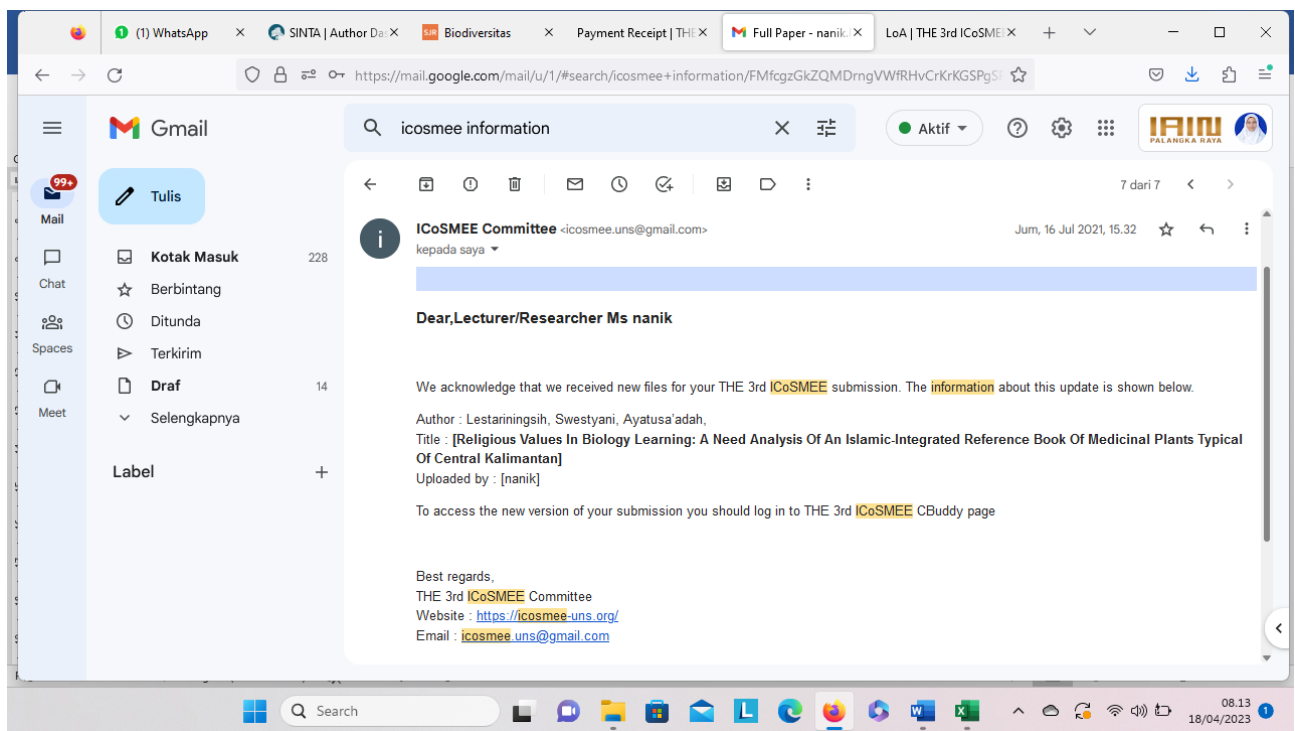 (1) WhatsApp
SINTA | Author Da
SJR Biodiversitas
Payment Receipt | THE
Full Paper - nanik.
LoA | THE 3rd ICoSMEE
https://mail.google.com/mail/u/1/#search/icosmee+information/
Gmail
icosmee information
Aktif
IAIN
PALANGKA RAYA
99+
Mail
Chat
Spaces
Meet
Tulis
Kotak Masuk 228
Berbintang
Ditunda
Terkirim
Draf 14
Selengkapnya
Label
7 dari 7
i
ICoSMEE Committee <icosmee.uns@gmail.com>
Jum, 16 Jul 2021, 15.32
kepada saya
Dear,Lecturer/Researcher Ms nanik
We acknowledge that we received new files for your THE 3rd ICoSMEE submission. The information about this update is shown below.
Author : Lestariningsih, Swestyani, Ayatusa'adah,
Title : [Religious Values In Biology Learning: A Need Analysis Of An Islamic-Integrated Reference Book Of Medicinal Plants Typical
Of Central Kalimantan]
Uploaded by : [nanik]
To access the new version of your submission you should log in to THE 3rd ICoSMEE CBuddy page
Best regards,
THE 3rd ICoSMEE Committee
Website : https://icosmee-uns.org/
Email : icosmee.uns@gmail.com
Search
L
08.13
18/04/2023
1